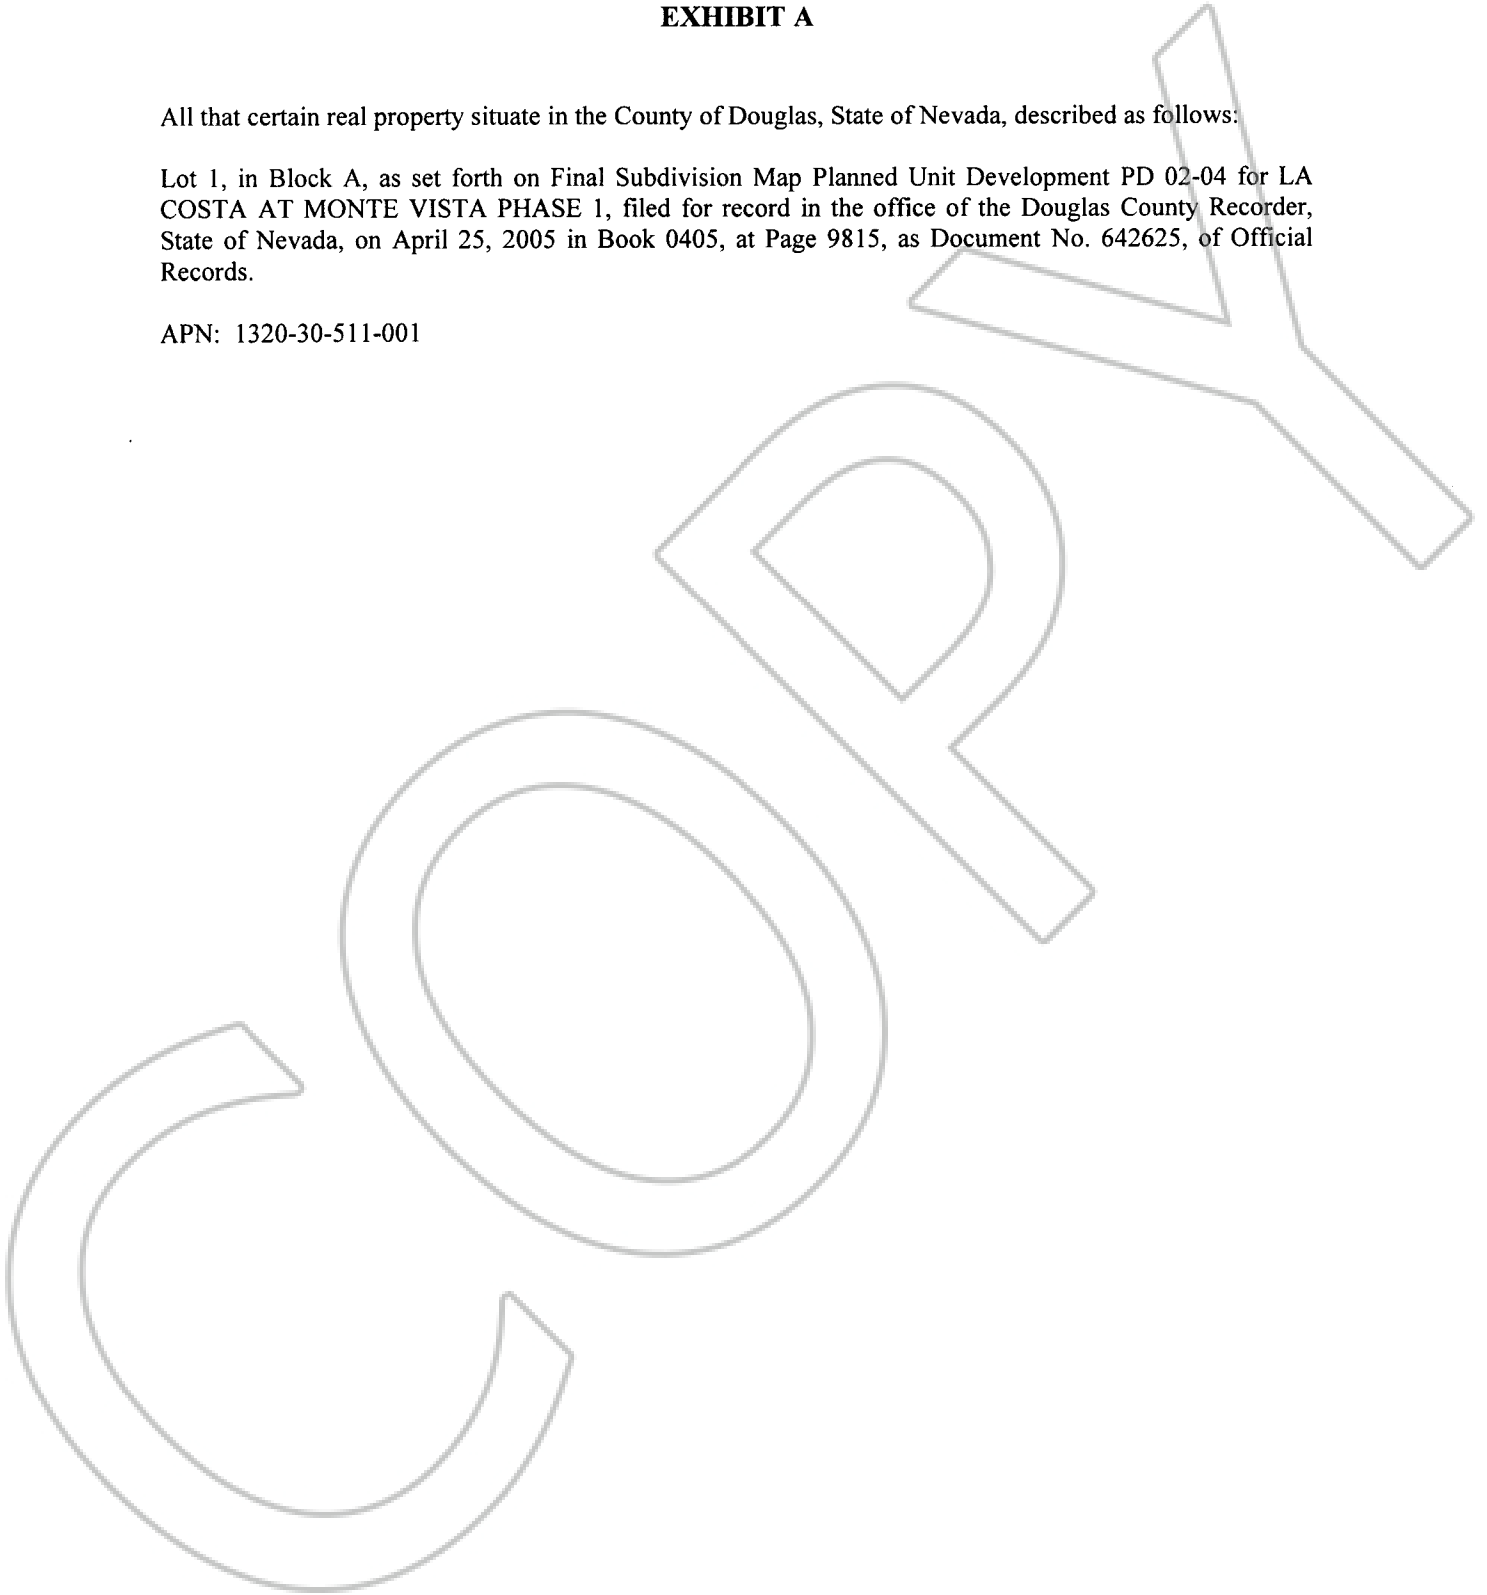 EXHIBIT A
All that certain real property situate in the County of Douglas, State of Nevada, described as follows:
Lot 1, in Block A, as set forth on Final Subdivision Map Planned Unit Development PD 02-04 for LA
COSTA AT MONTE VISTA PHASE 1, filed for record in the office of the Douglas County Recorder,
State of Nevada, on April 25, 2005 in Book 0405, at Page 9815, as Document No. 642625, of Official
Records.
APN: 1320-30-511-001
COPY